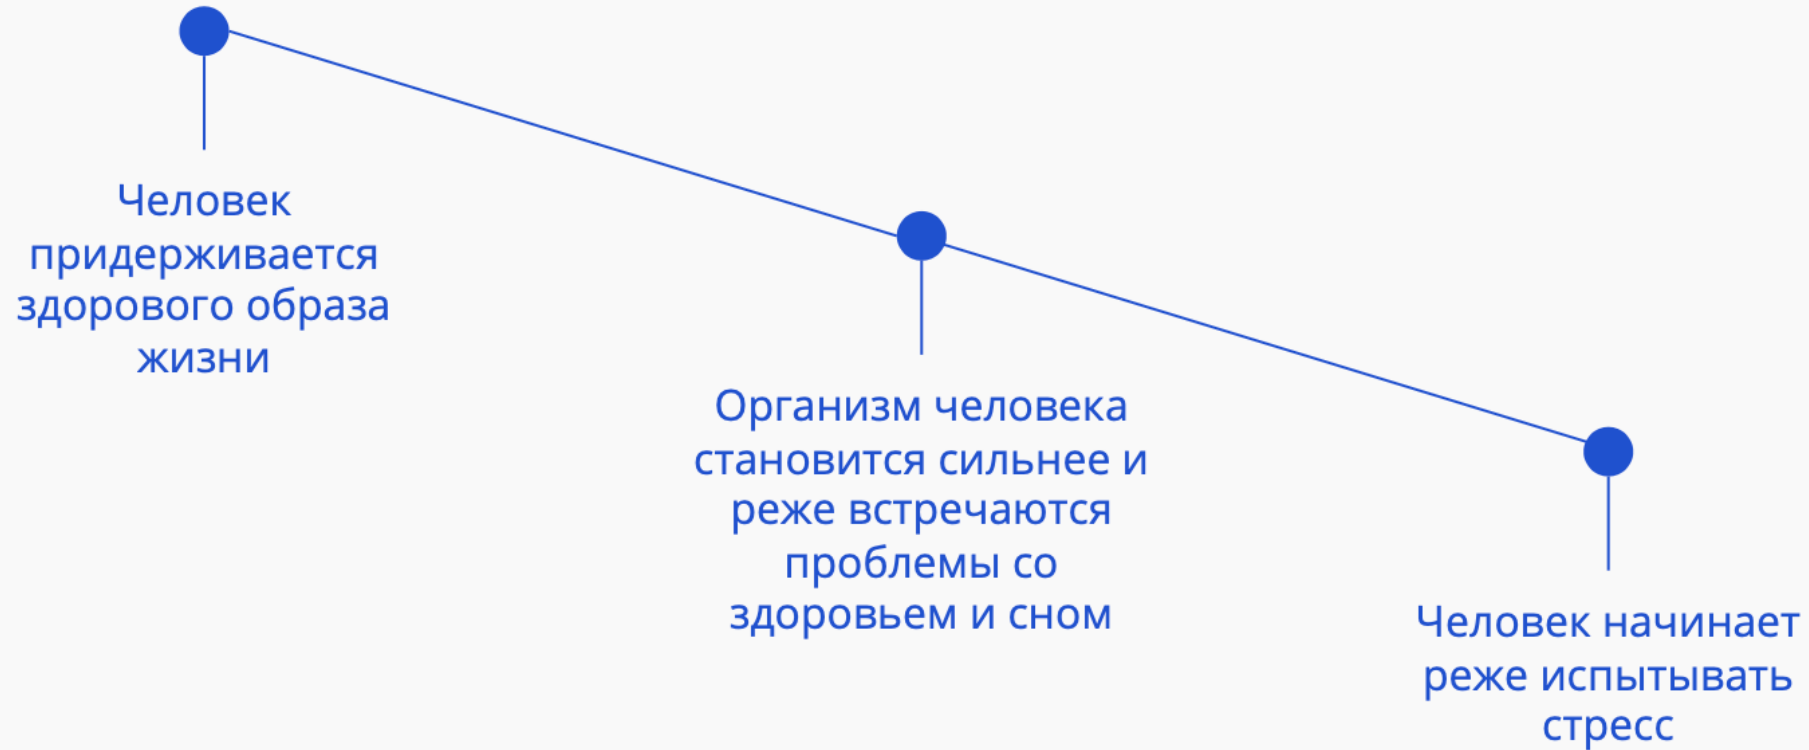 Человек
придерживается
здорового образа
жизни
Организм человека
становится сильнее и
реже встречаются
проблемы со
здоровьем и сном
Человек начинает
реже испытывать
стресс